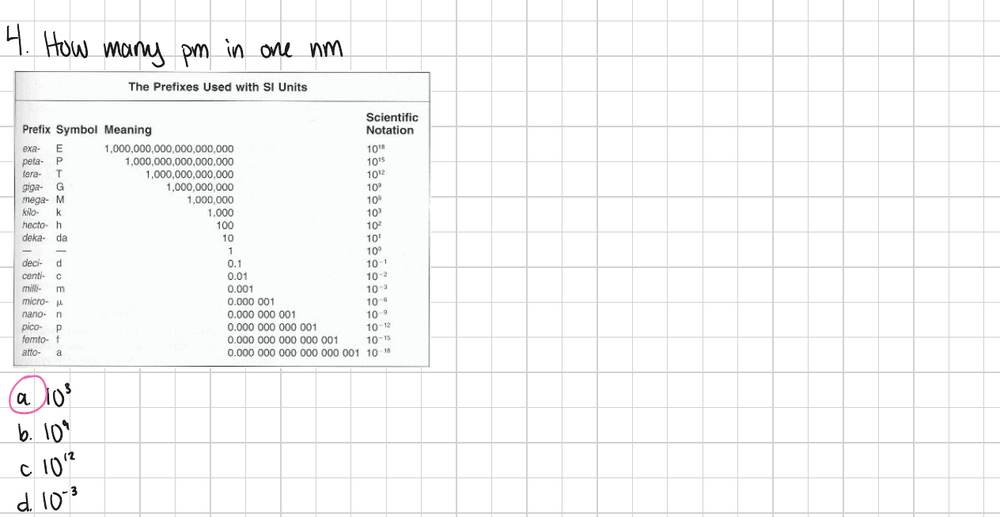 4. How many pm in one nm
The Prefixes Used with SI Units
Prefix Symbol Meaning Scientific Notation
exa- E 1,000,000,000,000,000,000 10¹⁸
peta- P 1,000,000,000,000,000 10¹⁵
tera- T 1,000,000,000,000 10¹²
giga- G 1,000,000,000 10⁹
mega- M 1,000,000 10⁶
kilo- k 1,000 10³
hecto- h 100 10²
deka- da 10 10¹
— — 1 10⁰
deci- d 0.1 10⁻¹
centi- c 0.01 10⁻²
milli- m 0.001 10⁻³
micro- μ 0.000 001 10⁻⁶
nano- n 0.000 000 001 10⁻⁹
pico- p 0.000 000 000 001 10⁻¹²
femto- f 0.000 000 000 000 001 10⁻¹⁵
atto- a 0.000 000 000 000 000 001 10⁻¹⁸
a 10³
b. 10⁹
c 10¹²
d. 10⁻³